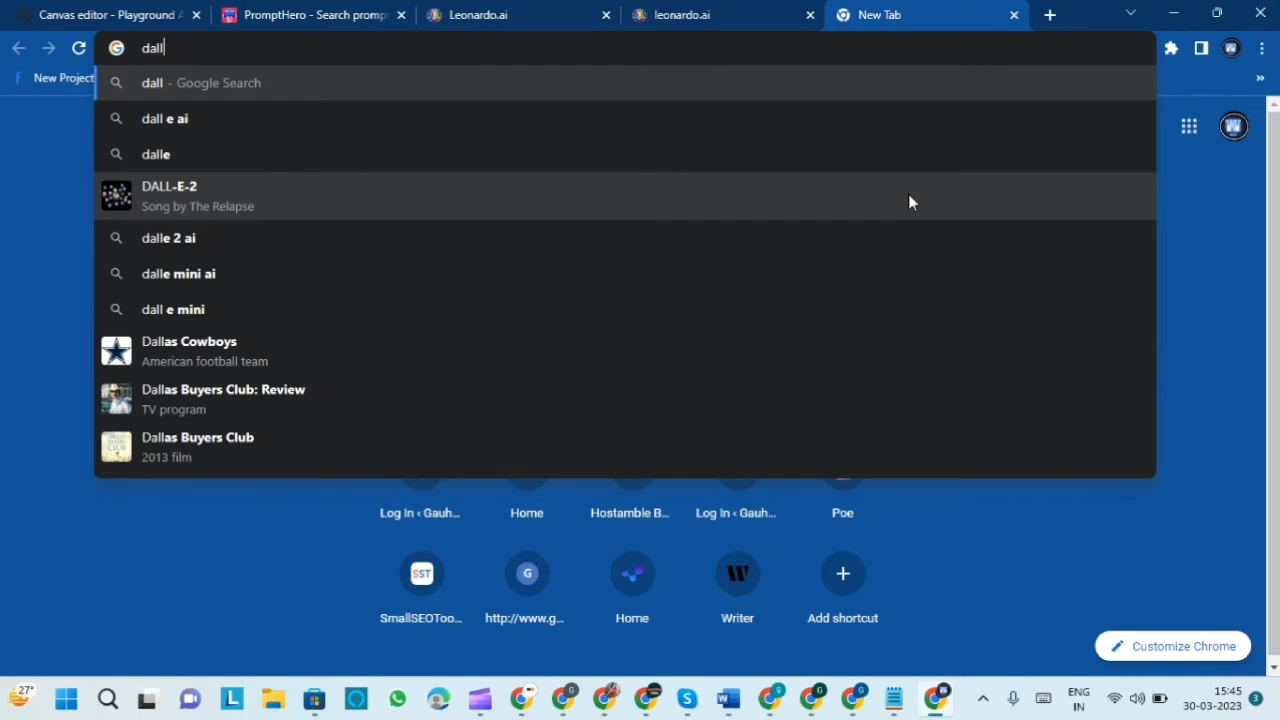 Canvas editor - Playground A
PromptHero - Search promp
Leonardo.ai
leonardo.ai
New Tab
dall
New Project
dall - Google Search
dall e ai
dalle
DALL-E-2
Song by The Relapse
dalle 2 ai
dalle mini ai
dall e mini
Dallas Cowboys
American football team
Dallas Buyers Club: Review
TV program
Dallas Buyers Club
2013 film
Log In ‹ Gauh... Home Hostamble B... Log In ‹ Gauh... Poe
SST G
SmallSEOToo... http://www.g... Home Writer Add shortcut
Customize Chrome
27°
ENG
IN
15:45
30-03-2023
3